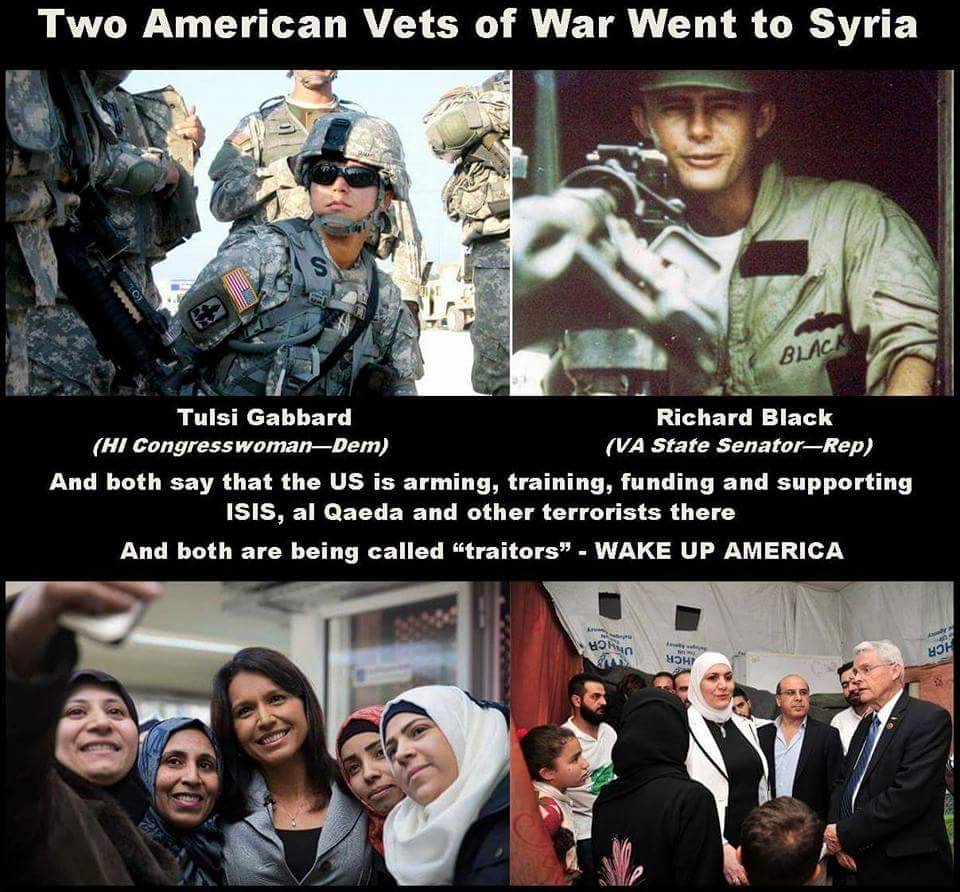 Two American Vets of War Went to Syria
S
BLACK
Tulsi Gabbard
Richard Black
(HI Congresswoman—Dem)
(VA State Senator—Rep)
And both say that the US is arming, training, funding and supporting
ISIS, al Qaeda and other terrorists there
And both are being called “traitors” - WAKE UP AMERICA
UNHCR